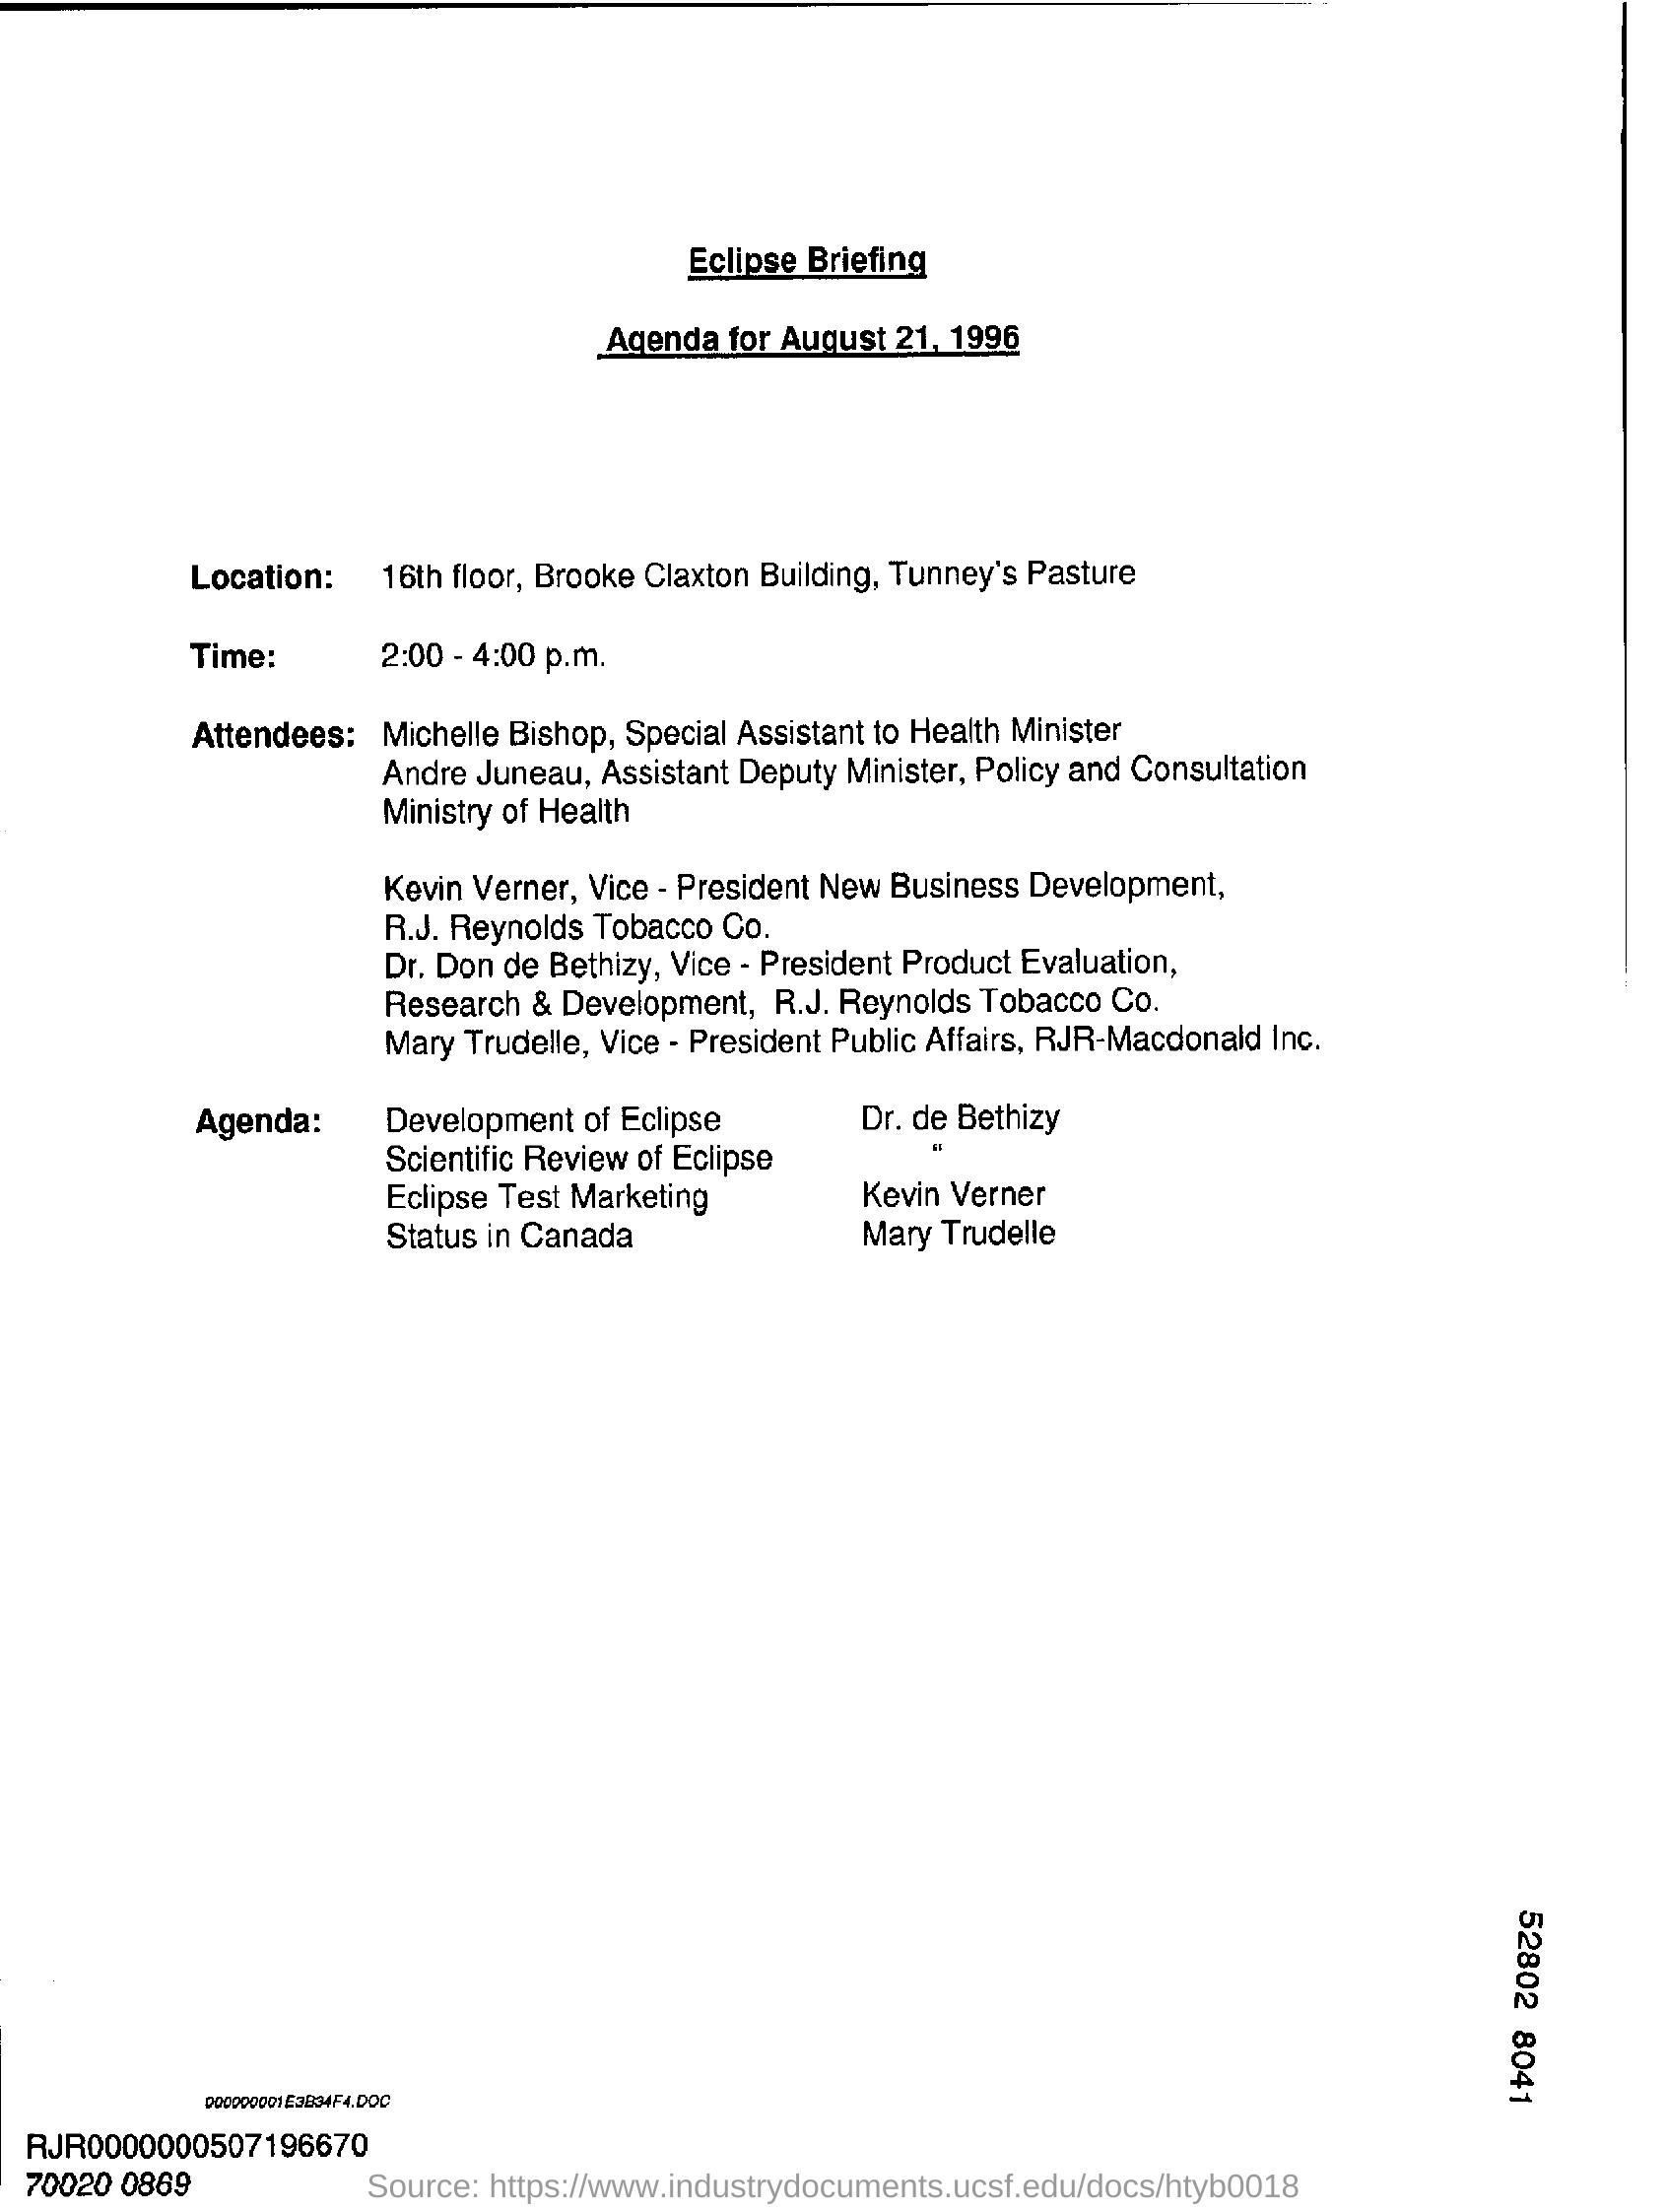 Eclipse Briefing
Agenda for August 21, 1996
Location: 16th floor, Brooke Claxton Building, Tunney's Pasture
Time: 2:00 - 4:00 p.m.
Attendees: Michelle Bishop, Special Assistant to Health Minister
Andre Juneau, Assistant Deputy Minister, Policy and Consultation
Ministry of Health
Kevin Verner, Vice - President New Business Development,
R.J. Reynolds Tobacco Co.
Dr. Don de Bethizy, Vice - President Product Evaluation,
Research & Development, R.J. Reynolds Tobacco Co.
Mary Trudelle, Vice - President Public Affairs, RJR-Macdonald Inc.
Agenda: Development of Eclipse Dr. de Bethizy
Scientific Review of Eclipse "
Eclipse Test Marketing Kevin Verner
Status in Canada Mary Trudelle
52802 8041
000000001E3B34F4.DOC
RJR0000000507196670
70020 0869
Source: https://www.industrydocuments.ucsf.edu/docs/htyb0018